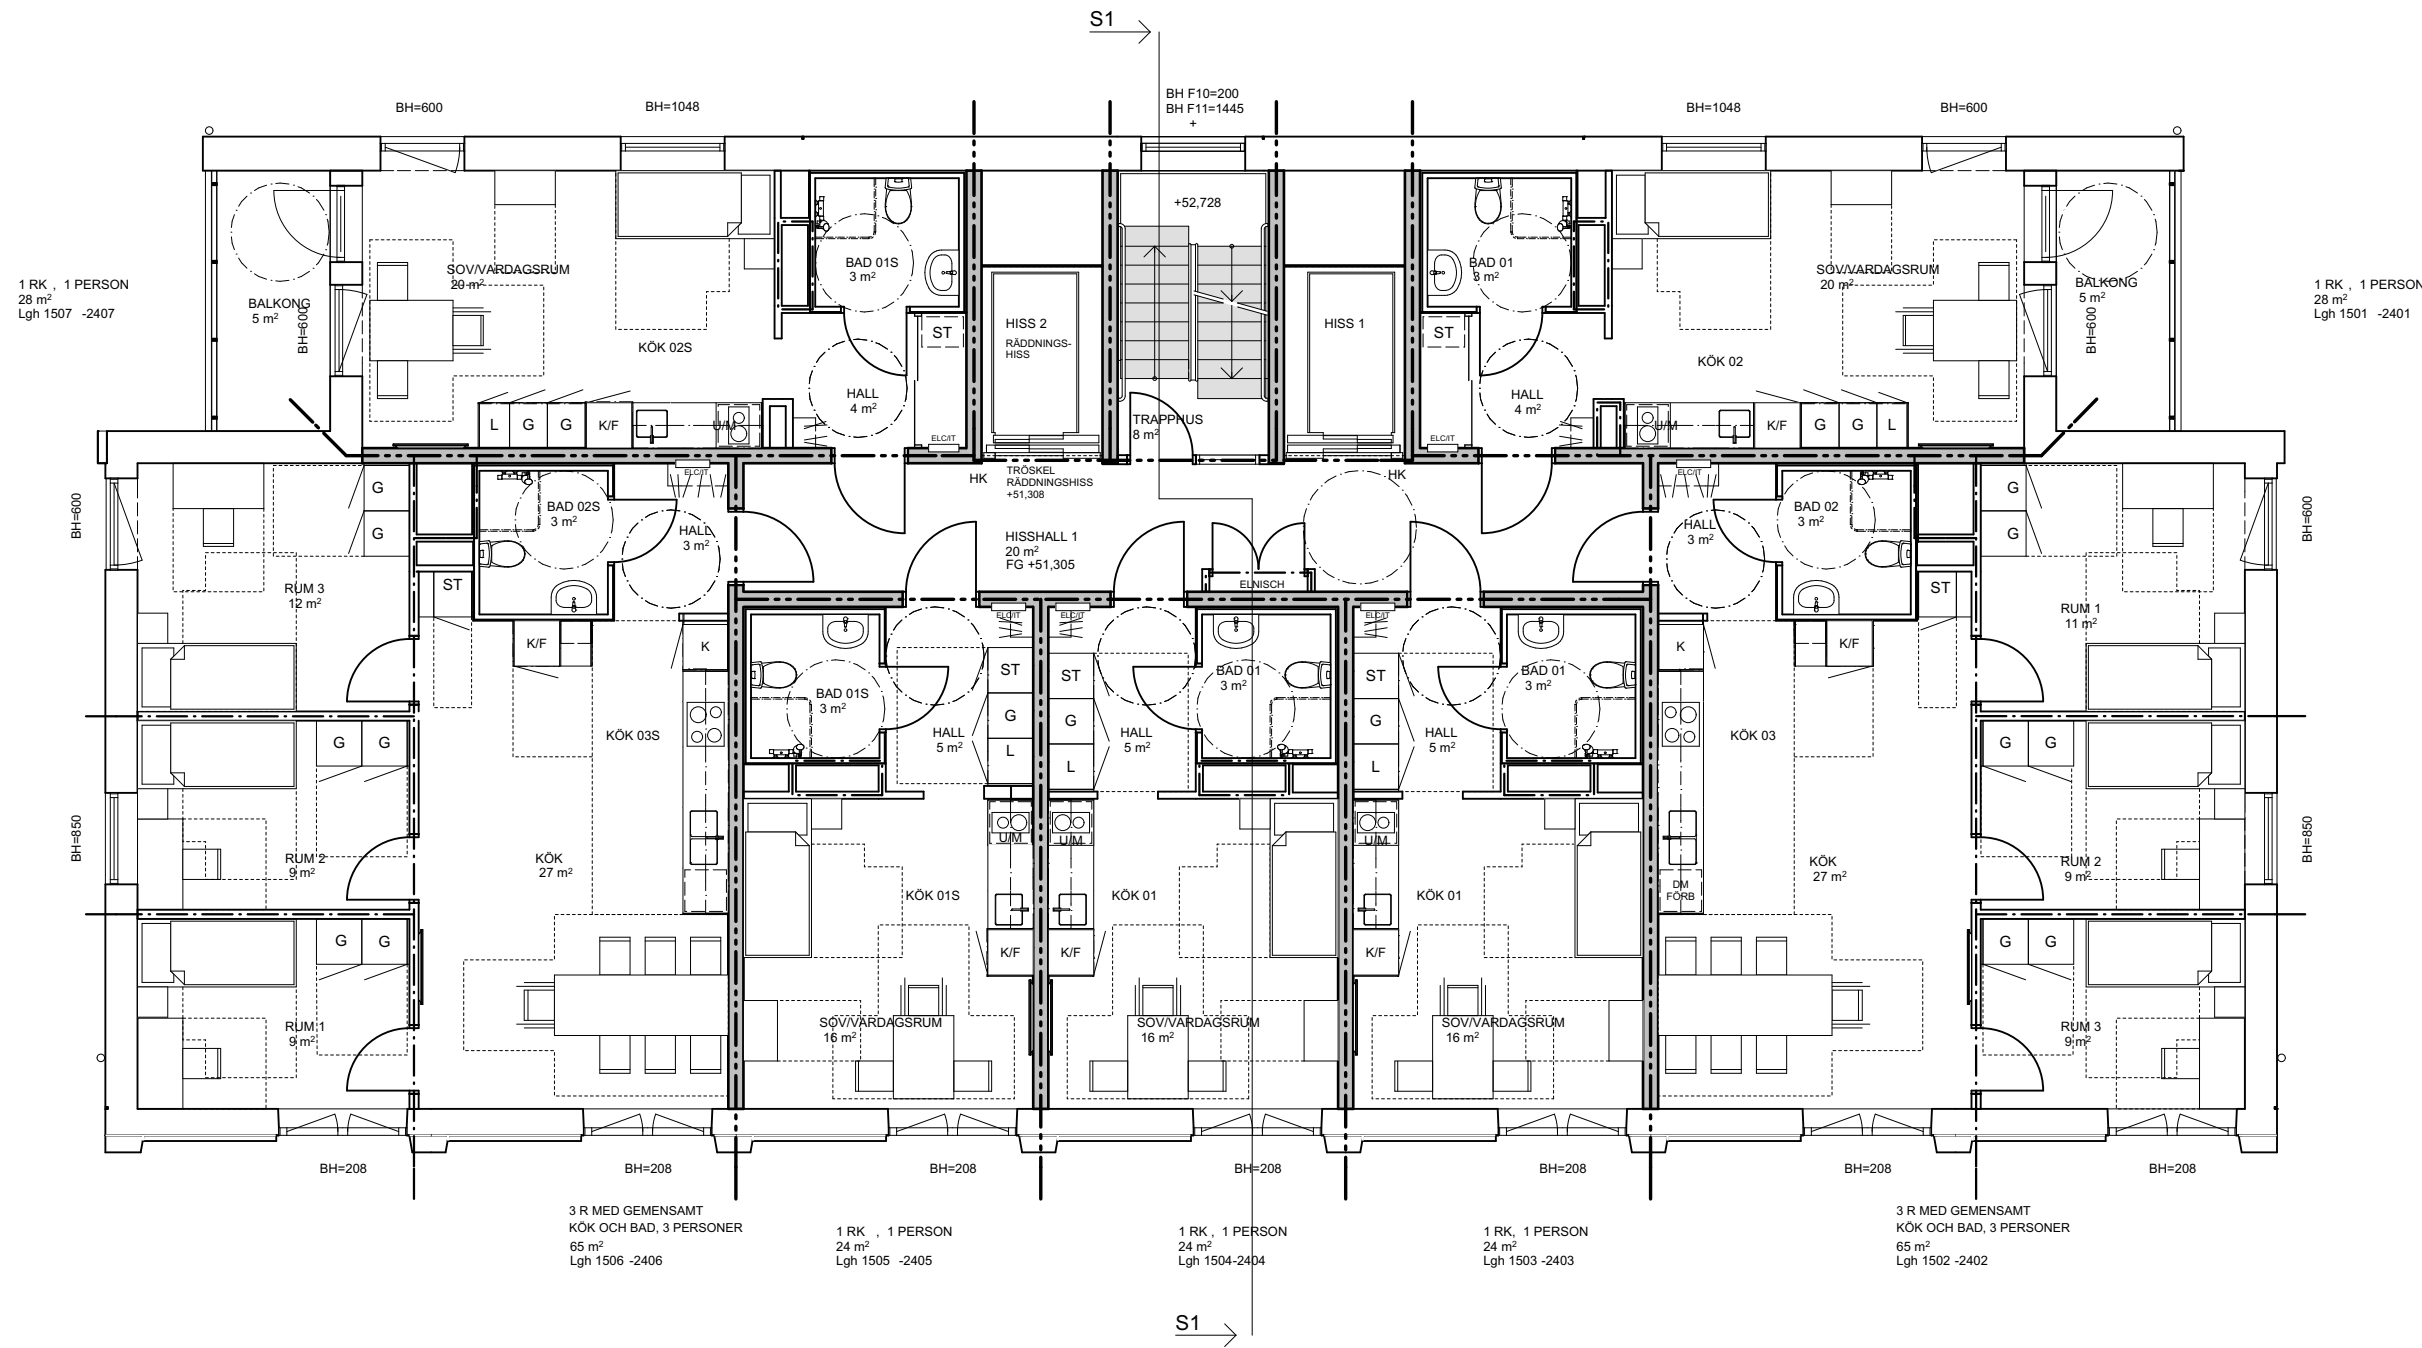 S1
BH=600
BH=1048
BH F10=200
BH F11=1445
+
BH=1048
BH=600
1 RK , 1 PERSON
28 m²
Lgh 1507 -2407
BALKONG
5 m²
BH=600
SOV/VARDAGSRUM
20 m²
KÖK 02S
L
G
G
K/F
U/M
BAD 01S
3 m²
ST
HALL
4 m²
ELC/IT
HISS 2
RÄDDNINGS-
HISS
+52,728
TRAPPHUS
8 m²
HISS 1
BAD 01
3 m²
ST
HALL
4 m²
ELC/IT
SOV/VARDAGSRUM
20 m²
KÖK 02
U/M
K/F
G
G
L
BALKONG
5 m²
BH=600
1 RK , 1 PERSON
28 m²
Lgh 1501 -2401
HK
TRÖSKEL
RÄDDNINGSHISS
+51,308
HK
HISSHALL 1
20 m²
FG +51,305
ELNISCH
BH=600
G
G
RUM 3
12 m²
ST
BAD 02S
3 m²
ELC/IT
HALL
3 m²
K/F
K
KÖK 03S
KÖK
27 m²
G
G
RUM 2
9 m²
BH=850
G
G
RUM 1
9 m²
BAD 01S
3 m²
ELC/IT
ST
G
L
HALL
5 m²
U/M
KÖK 01S
K/F
SOV/VARDAGSRUM
16 m²
ELC/IT
ST
G
L
HALL
5 m²
BAD 01
3 m²
U/M
KÖK 01
K/F
SOV/VARDAGSRUM
16 m²
ELC/IT
ST
G
L
HALL
5 m²
BAD 01
3 m²
U/M
KÖK 01
K/F
SOV/VARDAGSRUM
16 m²
ELC/IT
HALL
3 m²
BAD 02
3 m²
ST
K
K/F
KÖK 03
KÖK
27 m²
DM
FÖRB
G
G
RUM 1
11 m²
BH=600
G
G
RUM 2
9 m²
BH=850
G
G
RUM 3
9 m²
BH=208
BH=208
BH=208
BH=208
BH=208
BH=208
BH=208
3 R MED GEMENSAMT
KÖK OCH BAD, 3 PERSONER
65 m²
Lgh 1506 -2406
1 RK , 1 PERSON
24 m²
Lgh 1505 -2405
1 RK , 1 PERSON
24 m²
Lgh 1504-2404
1 RK, 1 PERSON
24 m²
Lgh 1503 -2403
3 R MED GEMENSAMT
KÖK OCH BAD, 3 PERSONER
65 m²
Lgh 1502 -2402
S1